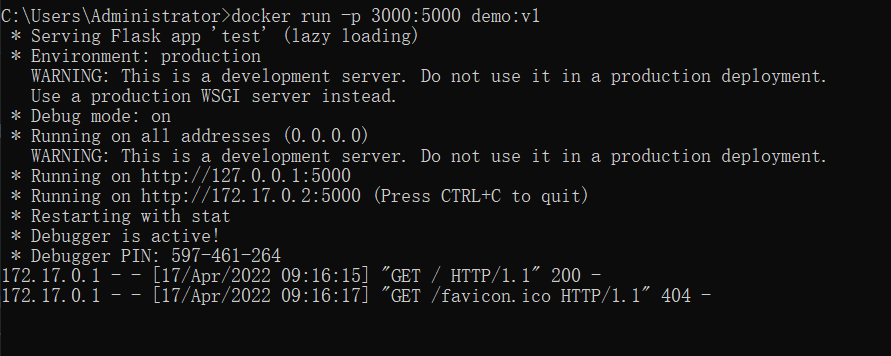 C:\Users\Administrator>docker run -p 3000:5000 demo:v1
 * Serving Flask app 'test' (lazy loading)
 * Environment: production
   WARNING: This is a development server. Do not use it in a production deployment.
   Use a production WSGI server instead.
 * Debug mode: on
 * Running on all addresses (0.0.0.0)
   WARNING: This is a development server. Do not use it in a production deployment.
 * Running on http://127.0.0.1:5000
 * Running on http://172.17.0.2:5000 (Press CTRL+C to quit)
 * Restarting with stat
 * Debugger is active!
 * Debugger PIN: 597-461-264
172.17.0.1 - - [17/Apr/2022 09:16:15] "GET / HTTP/1.1" 200 -
172.17.0.1 - - [17/Apr/2022 09:16:17] "GET /favicon.ico HTTP/1.1" 404 -